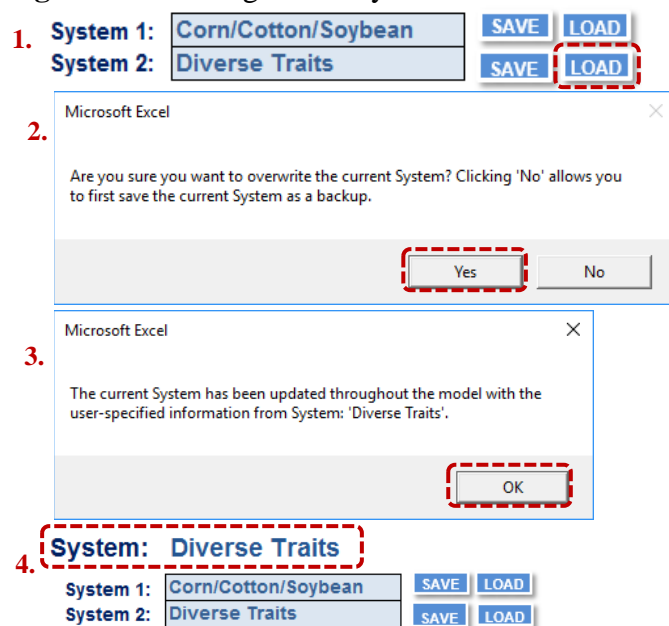 1. System 1: Corn/Cotton/Soybean SAVE LOAD
System 2: Diverse Traits SAVE LOAD
2. Microsoft Excel
Are you sure you want to overwrite the current System? Clicking 'No' allows you
to first save the current System as a backup.
Yes No
Microsoft Excel
3.
The current System has been updated throughout the model with the
user-specified information from System: 'Diverse Traits'.
OK
4. System: Diverse Traits
System 1: Corn/Cotton/Soybean SAVE LOAD
System 2: Diverse Traits SAVE LOAD